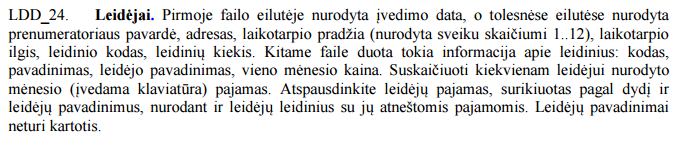 LDD_24. Leidėjai. Pirmoje failo eilutėje nurodyta įvedimo data, o tolesnėse eilutėse nurodyta
prenumeratoriaus pavardė, adresas, laikotarpio pradžia (nurodyta sveiku skaičiumi 1..12), laikotarpio
ilgis, leidinio kodas, leidinių kiekis. Kitame faile duota tokia informacija apie leidinius: kodas,
pavadinimas, leidėjo pavadinimas, vieno mėnesio kaina. Suskaičiuoti kiekvienam leidėjui nurodyto
mėnesio (įvedama klaviatūra) pajamas. Atspausdinkite leidėjų pajamas, surikiuotas pagal dydį ir
leidėjų pavadinimus, nurodant ir leidėjų leidinius su jų atneštomis pajamomis. Leidėjų pavadinimai
neturi kartotis.